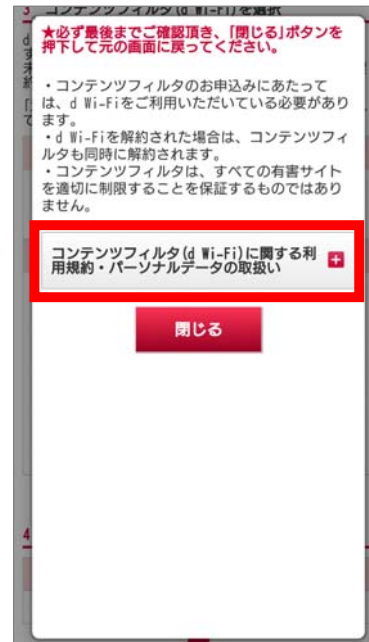 3 コンテンツフィルタ(d Wi-Fi)を選択
★必ず最後までご確認頂き、「閉じる」ボタンを
押下して元の画面に戻ってください。
・コンテンツフィルタのお申込みにあたって
は、d Wi-Fiをご利用いただいている必要があり
ます。
・d Wi-Fiを解約された場合は、コンテンツフィ
ルタも同時に解約されます。
・コンテンツフィルタは、すべての有害サイト
を適切に制限することを保証するものではあり
ません。
コンテンツフィルタ(d Wi-Fi)に関する利
用規約・パーソナルデータの取扱い
閉じる
4